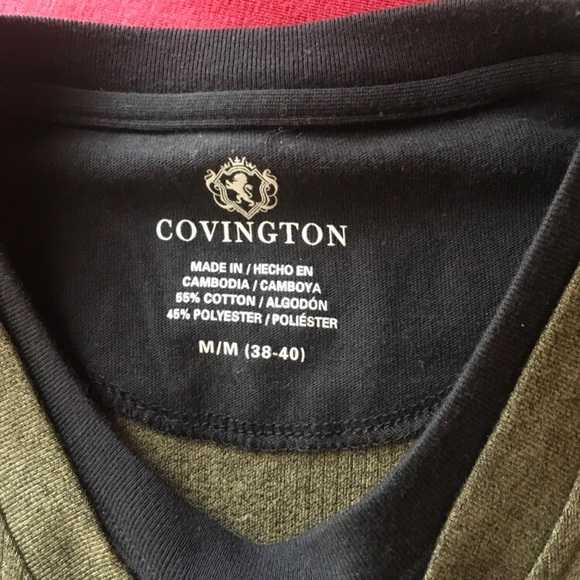 COVINGTON
MADE IN / HECHO EN
CAMBODIA / CAMBOYA
55% COTTON / ALGODÓN
45% POLYESTER / POLIÉSTER
M/M (38-40)